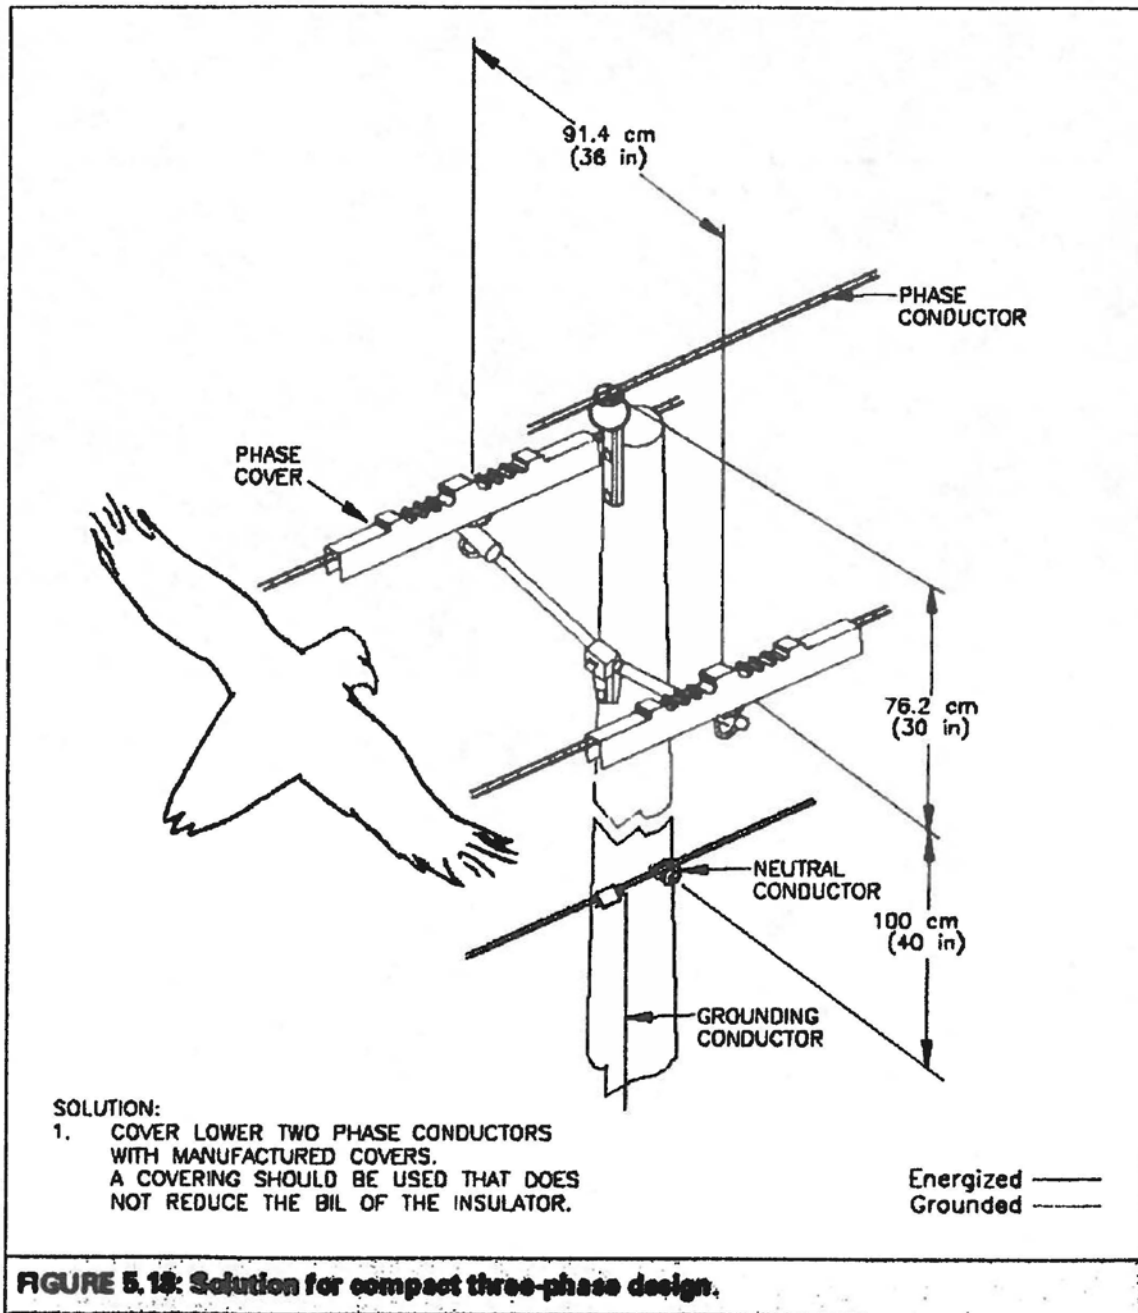 91.4 cm
(36 in)
PHASE
CONDUCTOR
PHASE
COVER
76.2 cm
(30 in)
NEUTRAL
CONDUCTOR
100 cm
(40 in)
GROUNDING
CONDUCTOR
SOLUTION:
1. COVER LOWER TWO PHASE CONDUCTORS
WITH MANUFACTURED COVERS.
A COVERING SHOULD BE USED THAT DOES
NOT REDUCE THE BIL OF THE INSULATOR.
Energized
Grounded
FIGURE 5.18: Solution for compact three-phase design.